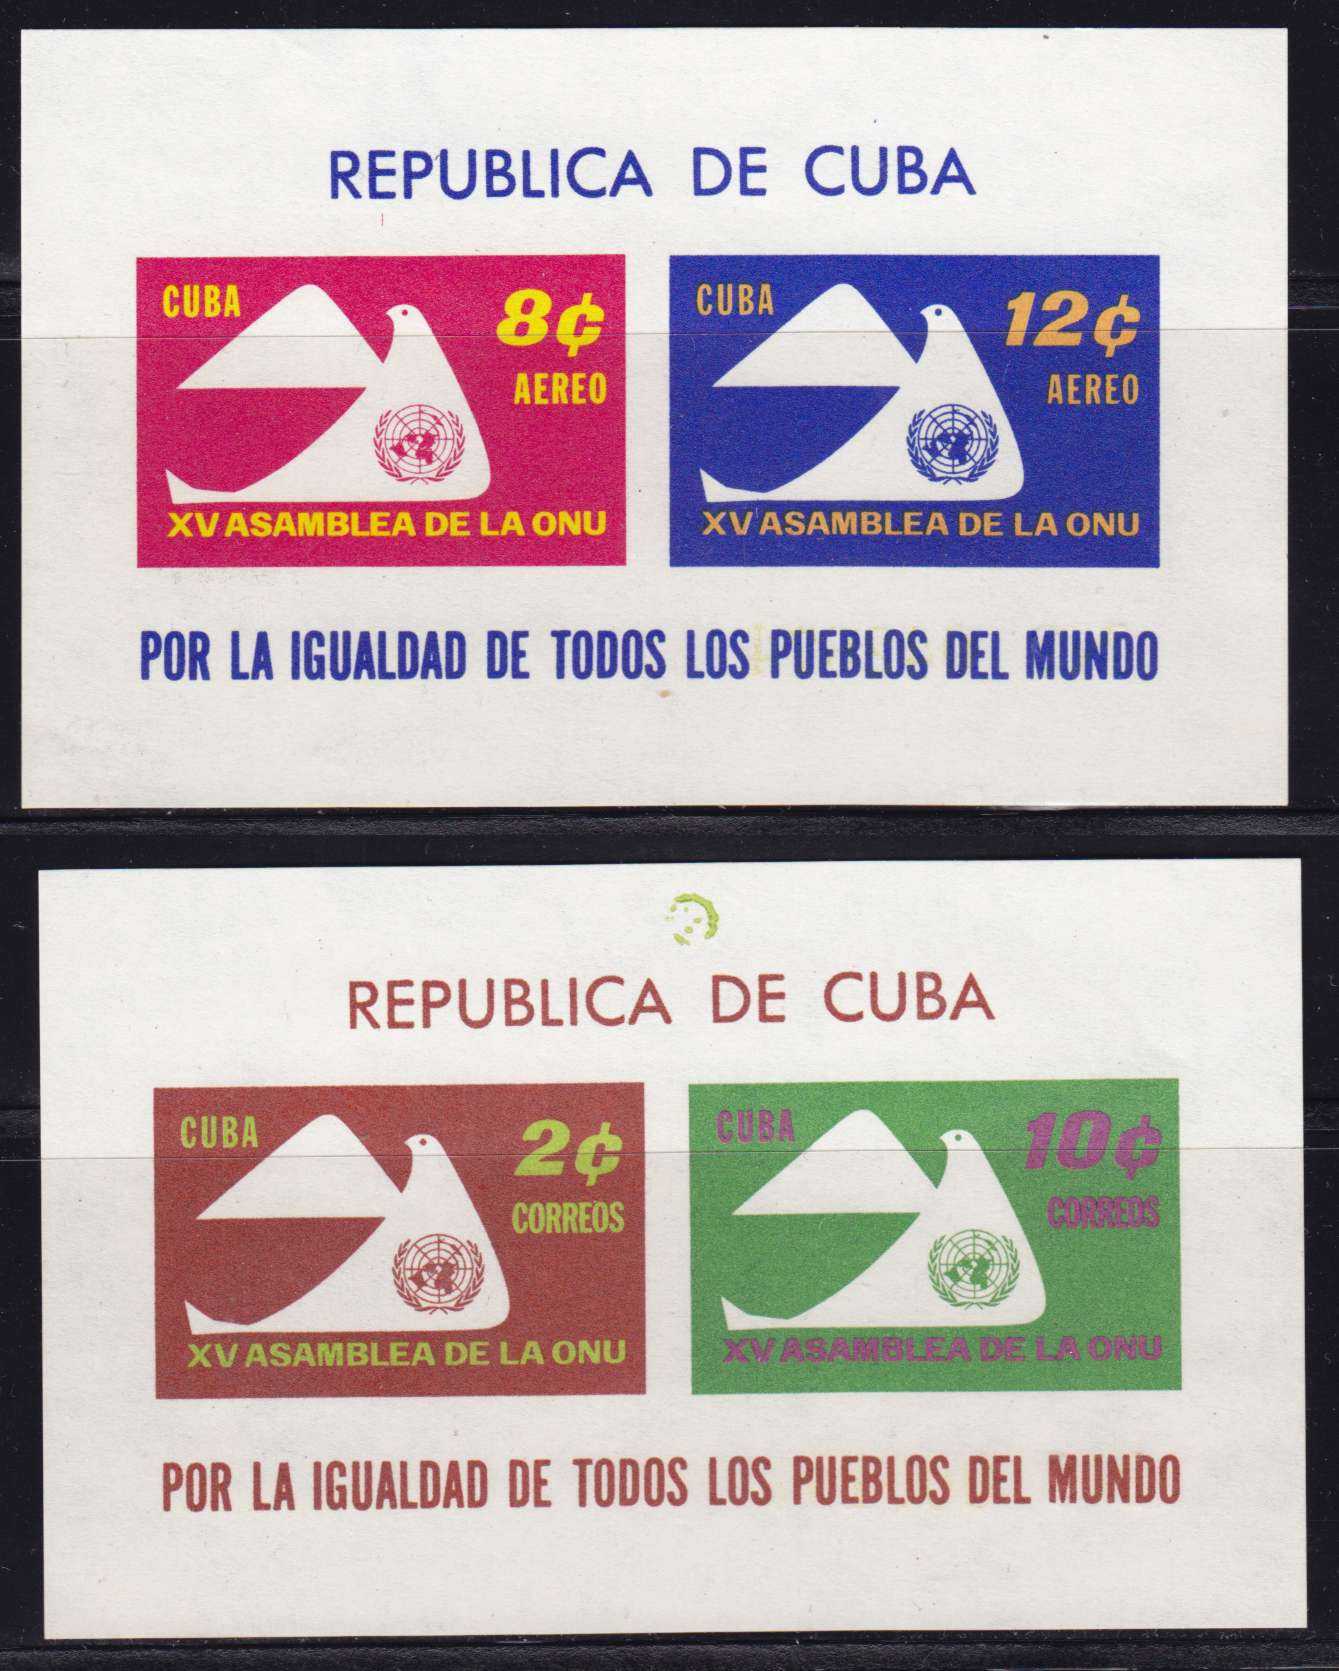 REPUBLICA DE CUBA
CUBA 8¢
AEREO
XV ASAMBLEA DE LA ONU
CUBA 12¢
AEREO
XV ASAMBLEA DE LA ONU
POR LA IGUALDAD DE TODOS LOS PUEBLOS DEL MUNDO
REPUBLICA DE CUBA
CUBA 2¢
CORREOS
XV ASAMBLEA DE LA ONU
CUBA 10¢
CORREOS
XV ASAMBLEA DE LA ONU
POR LA IGUALDAD DE TODOS LOS PUEBLOS DEL MUNDO